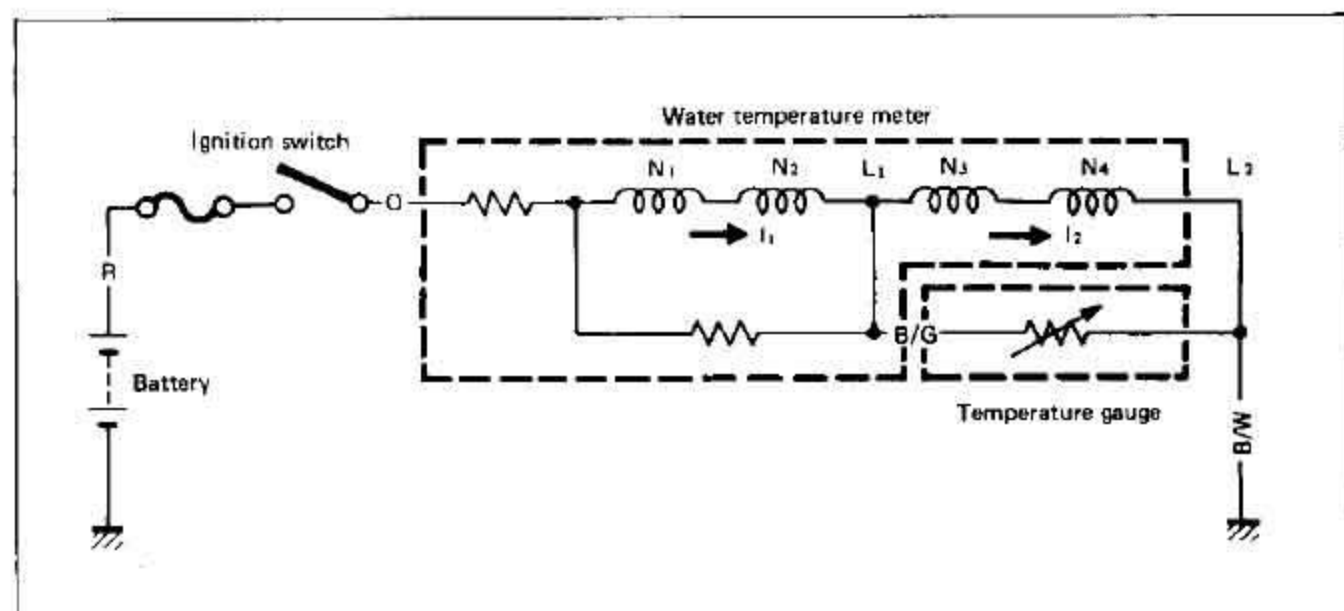 Water temperature meter
Ignition switch
N₁ N₂ L₁ N₃ N₄ L₂
O
I₁ I₂
R
B/G
Battery
Temperature gauge
B/W